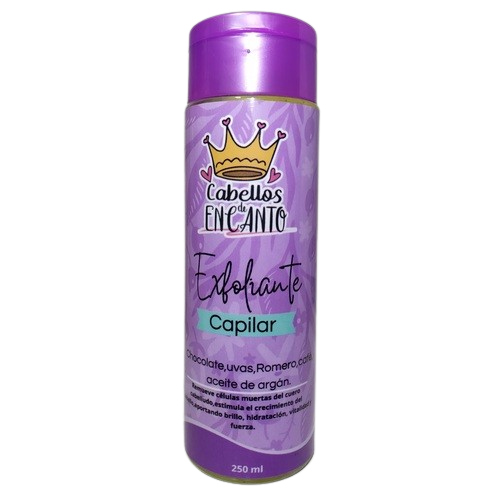 Cabellos
de
ENCANTO
Exfoliante
Capilar
Chocolate,uvas,Romero,café
aceite de argán.
Remueve células muertas del cuero
cabelludo,estimula el crecimiento del
aportando brillo, hidratación, vitalidad y
fuerza.
250 ml